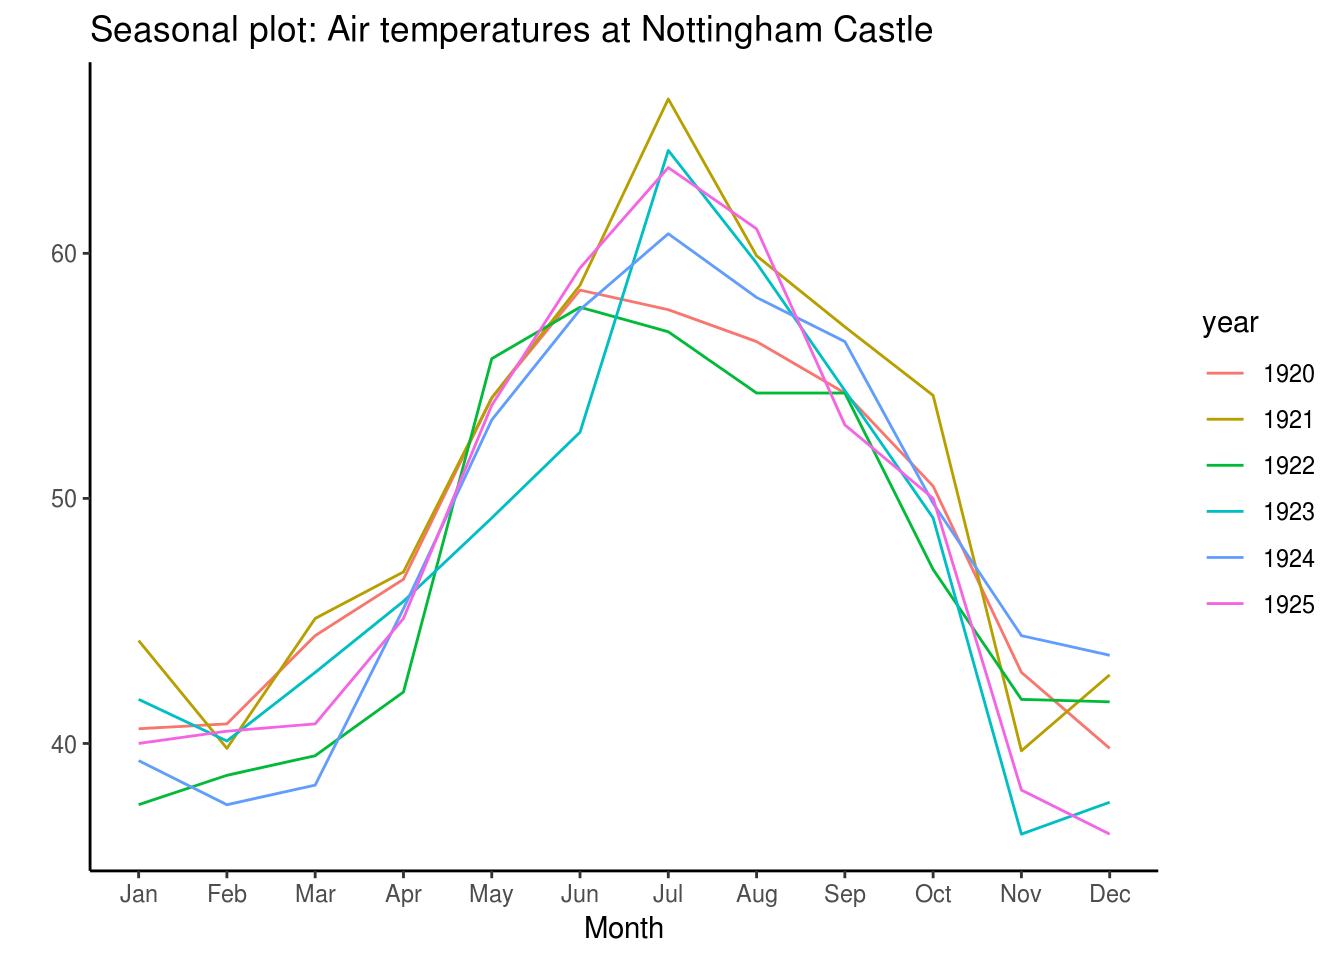 Seasonal plot: Air temperatures at Nottingham Castle
60
50
40
Jan Feb Mar Apr May Jun Jul Aug Sep Oct Nov Dec
Month
year
1920
1921
1922
1923
1924
1925